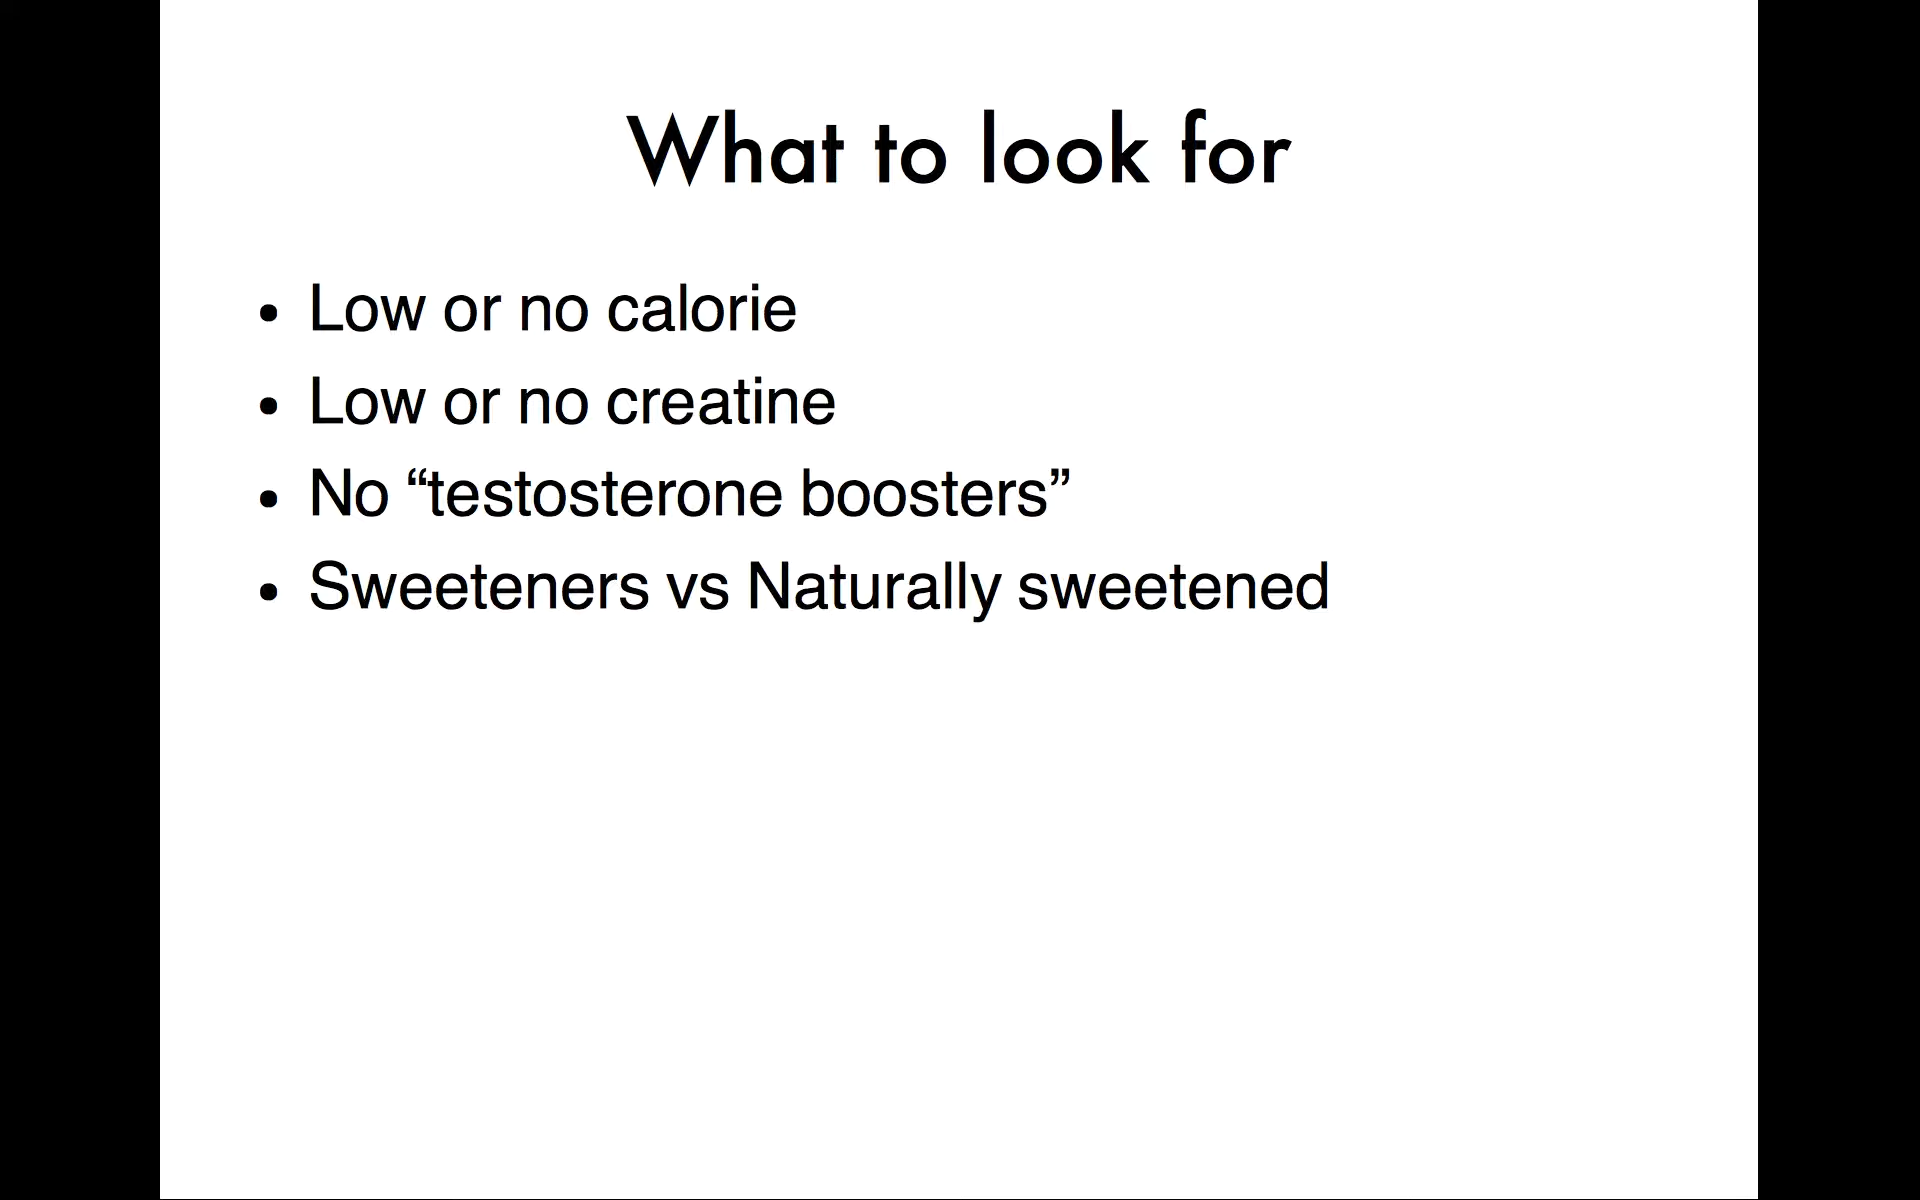 What to look for
• Low or no calorie
• Low or no creatine
• No “testosterone boosters”
• Sweeteners vs Naturally sweetened